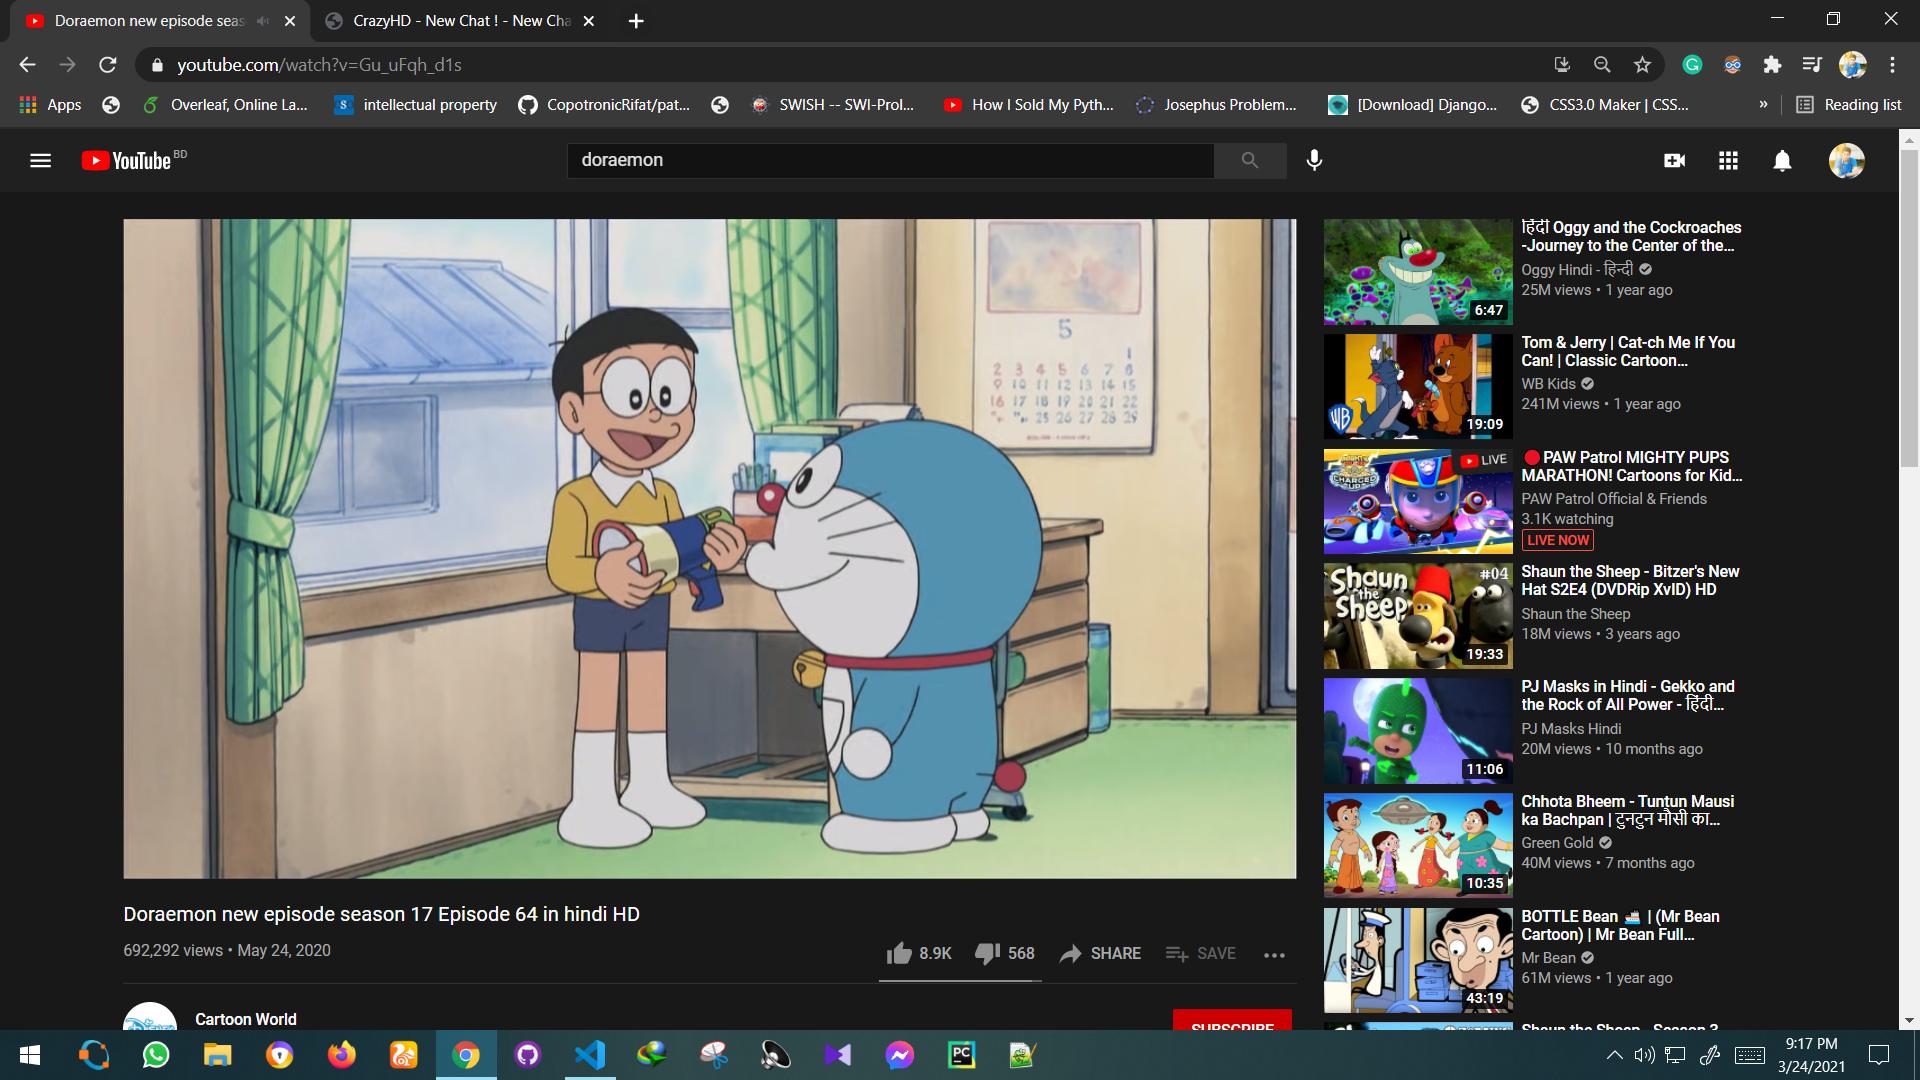 Doraemon new episode seas
CrazyHD - New Chat ! - New Cha
youtube.com/watch?v=Gu_uFqh_d1s
Apps
Overleaf, Online La...
intellectual property
CopotronicRifat/pat...
SWISH -- SWI-Prol...
How I Sold My Pyth...
Josephus Problem...
[Download] Django...
CSS3.0 Maker | CSS...
»
Reading list
YouTube BD
doraemon
5
1
2 3 4 5 6 7 8
9 10 11 12 13 14 15
16 17 18 19 20 21 22
25 26 27 28 29
Doraemon new episode season 17 Episode 64 in hindi HD
692,292 views • May 24, 2020
8.9K
568
SHARE
SAVE
Cartoon World
SUBSCRIBE
6:47
हिंदी Oggy and the Cockroaches
-Journey to the Center of the...
Oggy Hindi - हिन्दी
25M views • 1 year ago
WB
19:09
Tom & Jerry | Cat-ch Me If You
Can! | Classic Cartoon...
WB Kids
241M views • 1 year ago
CHARGED UP
LIVE
PAW Patrol MIGHTY PUPS
MARATHON! Cartoons for Kid...
PAW Patrol Official & Friends
3.1K watching
LIVE NOW
Shaun the Sheep
#04
19:33
Shaun the Sheep - Bitzer's New
Hat S2E4 (DVDRip XvID) HD
Shaun the Sheep
18M views • 3 years ago
11:06
PJ Masks in Hindi - Gekko and
the Rock of All Power - हिंदी...
PJ Masks Hindi
20M views • 10 months ago
10:35
Chhota Bheem - Tuntun Mausi
ka Bachpan | टुनटुन मौसी का...
Green Gold
40M views • 7 months ago
43:19
BOTTLE Bean 🚢 | (Mr Bean
Cartoon) | Mr Bean Full...
Mr Bean
61M views • 1 year ago
Shaun the Sheep - Season 3
PC
9:17 PM
3/24/2021